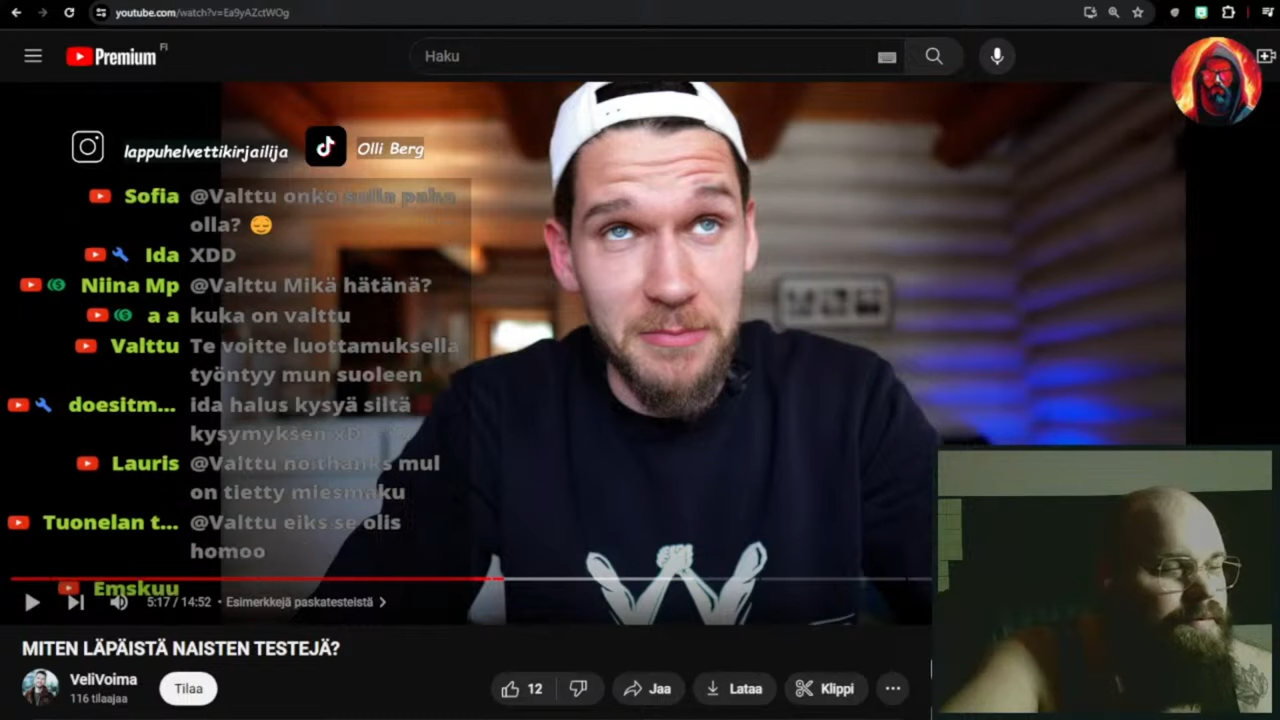 youtube.com/watch?v=Ea9yAZctWOg
Premium FI
Haku
lappuhelvettikirjailija
Olli Berg
Sofia @Valttu onko sulla paha
olla?
Ida XDD
Niina Mp @Valttu Mikä hätänä?
a a kuka on valttu
Valttu Te voitte luottamuksella
työntyy mun suoleen
doesitm... ida halus kysyä siltä
kysymyksen xD
Lauris @Valttu no thanks mul
on tietty miesmaku
Tuonelan t... @Valttu eiks se olis
homoo
Emskuu
5:17 / 14:52 • Esimerkkejä paskatesteistä
MITEN LÄPÄISTÄ NAISTEN TESTEJÄ?
VeliVoima
116 tilaajaa
Tilaa
12
Jaa
Lataa
Klippi